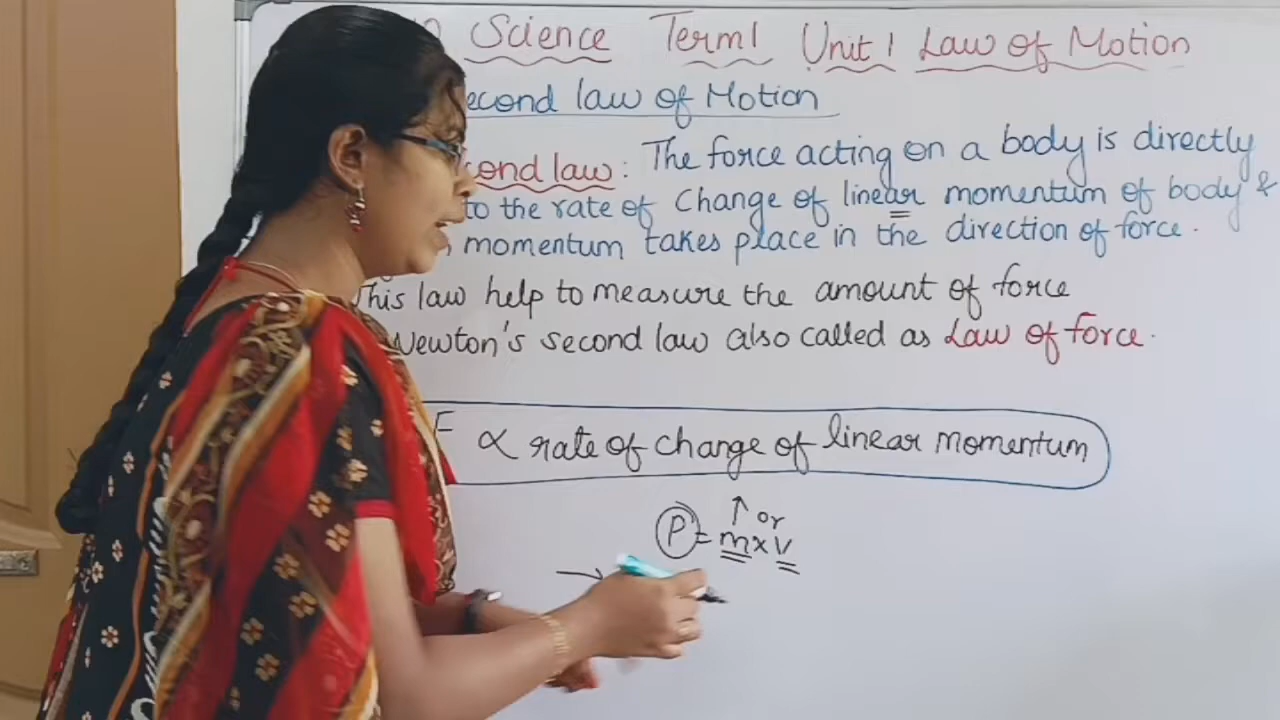 Science Term 1 Unit 1 Law of Motion
econd law of Motion
cond law : The force acting on a body is directly
to the rate of Change of linear momentum of body &
momentum takes place in the direction of force.
This law help to measure the amount of force
Newton's second law also called as Law of force.
F ∝ rate of change of linear momentum
↑ or
P = m x v
→